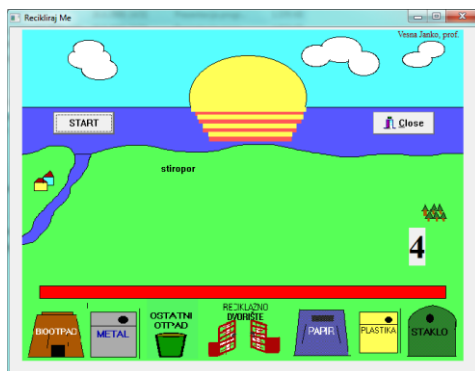 Recikliraj Me
Vesna Janko, prof.
START
Close
stiropor
4
BIOOTPAD
METAL
OSTATNI
OTPAD
RECIKLAŽNO
DVORIŠTE
PAPIR
PLASTIKA
STAKLO